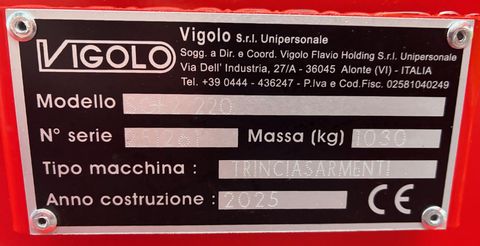 VIGOLO
Vigolo S.r.l. Unipersonale
Sogg. a Dir. e Coord. Vigolo Flavio Holding S.r.l. Unipersonale
Via Dell' Industria, 27/A - 36045 Alonte (VI) - ITALIA
Tel. +39 0444 - 436247 - P.Iva e Cod.Fisc. 02581040249
Modello 220
N° serie Massa (kg) 1030
Tipo macchina : TRINCIASARMENTI
Anno costruzione : 2025 CE